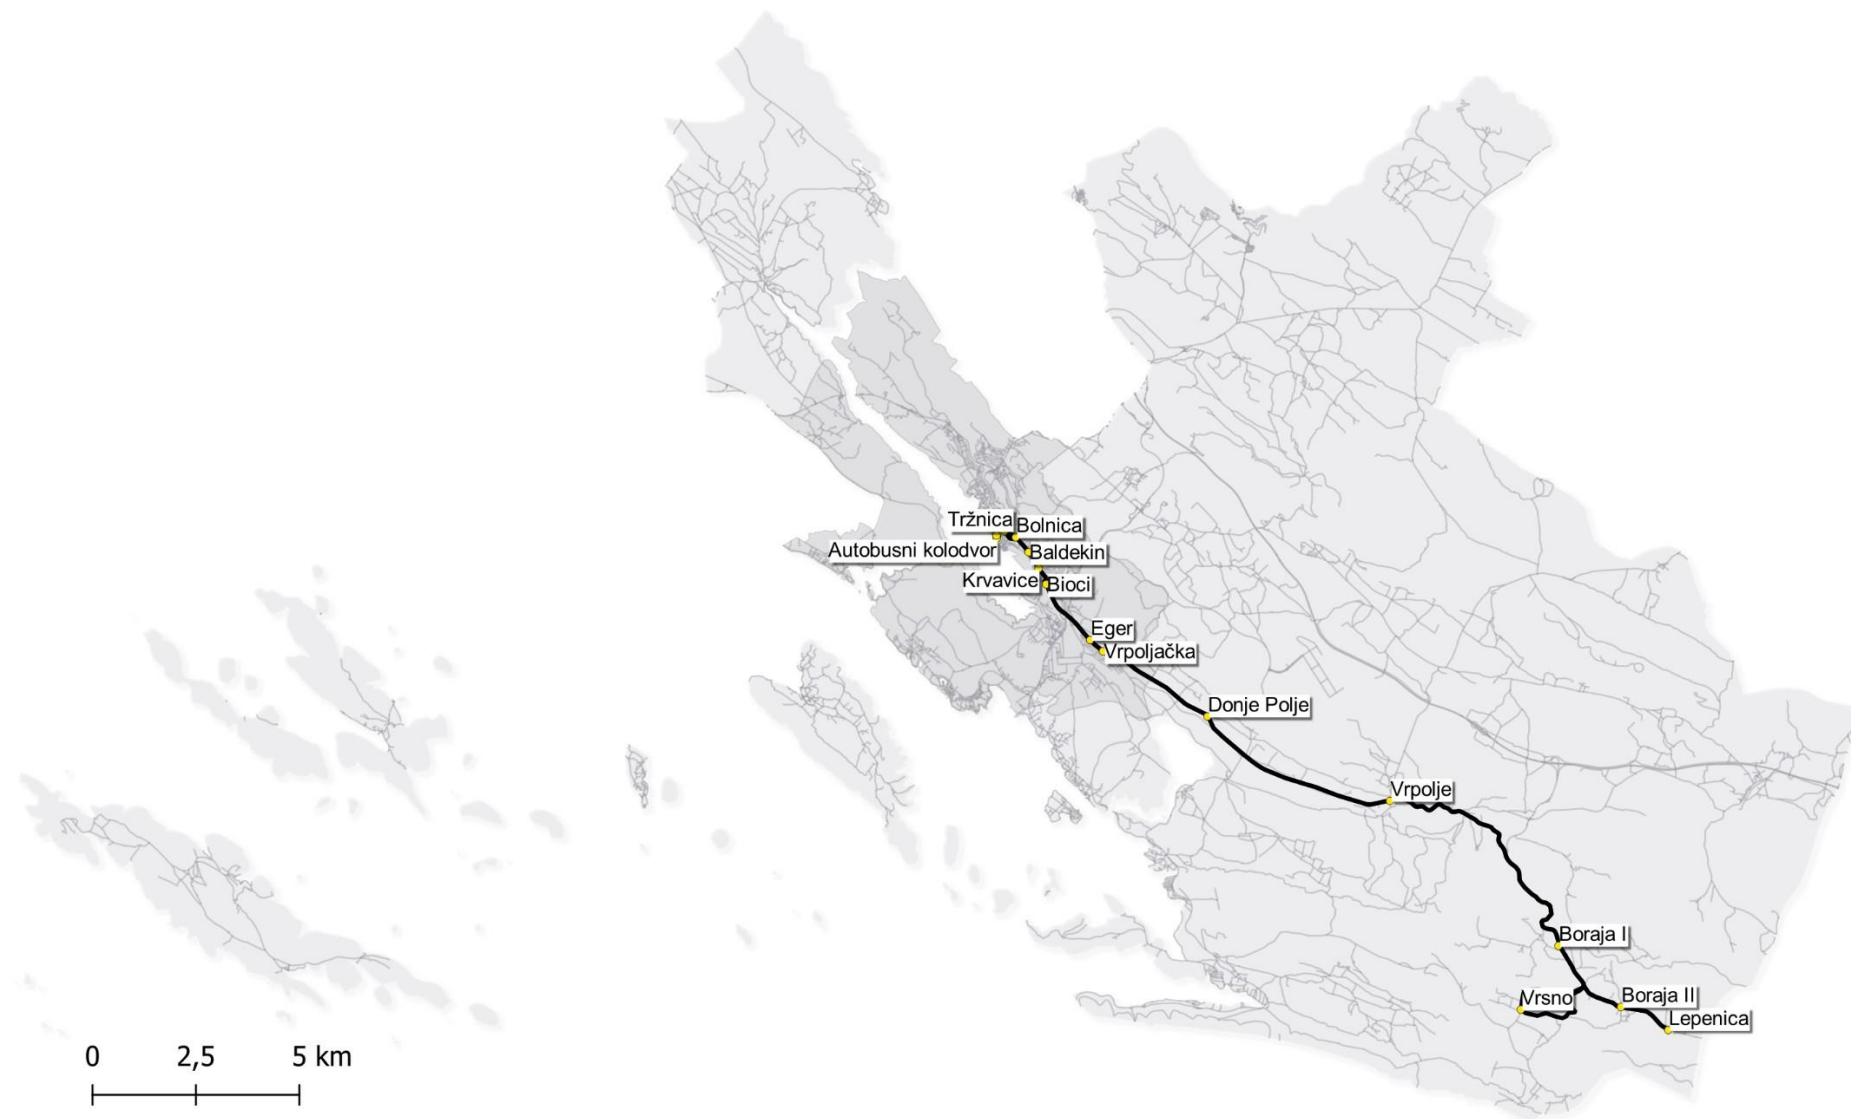 Tržnica
Bolnica
Autobusni kolodvor
Baldekin
Krvavice
Bioci
Eger
Vrpoljačka
Donje Polje
Vrpolje
Boraja I
Vrsno
Boraja II
Lepenica
0 2,5 5 km